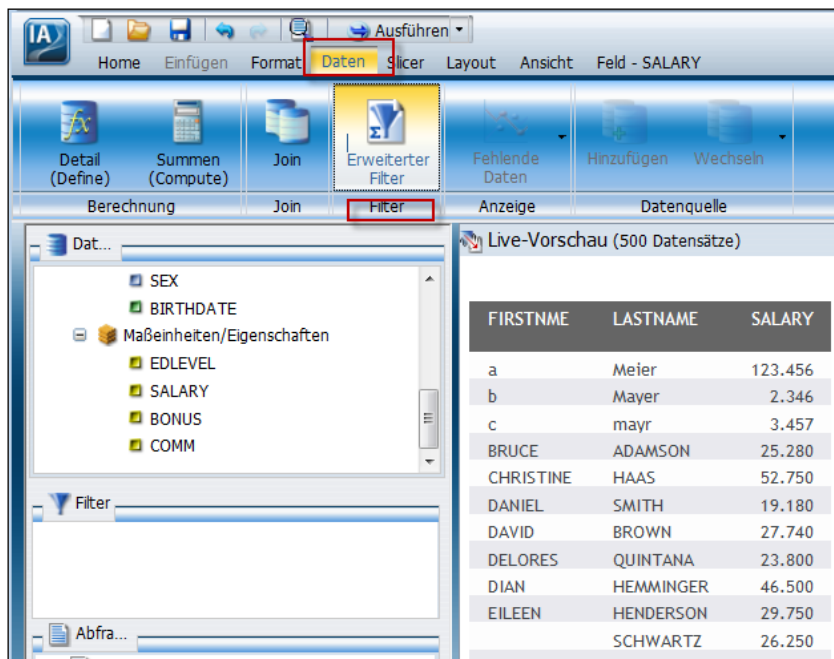 IA
Ausführen
Home Einfügen Format Daten Slicer Layout Ansicht Feld - SALARY
fx
Σ
Detail (Define)
Summen (Compute)
Join
Erweiterter Filter
Fehlende Daten
Hinzufügen
Wechseln
Berechnung Join Filter Anzeige Datenquelle
Dat...
SEX
BIRTHDATE
Maßeinheiten/Eigenschaften
EDLEVEL
SALARY
BONUS
COMM
Filter
Abfra...
Live-Vorschau (500 Datensätze)
FIRSTNME LASTNAME SALARY
a Meier 123.456
b Mayer 2.346
c mayr 3.457
BRUCE ADAMSON 25.280
CHRISTINE HAAS 52.750
DANIEL SMITH 19.180
DAVID BROWN 27.740
DELORES QUINTANA 23.800
DIAN HEMMINGER 46.500
EILEEN HENDERSON 29.750
SCHWARTZ 26.250